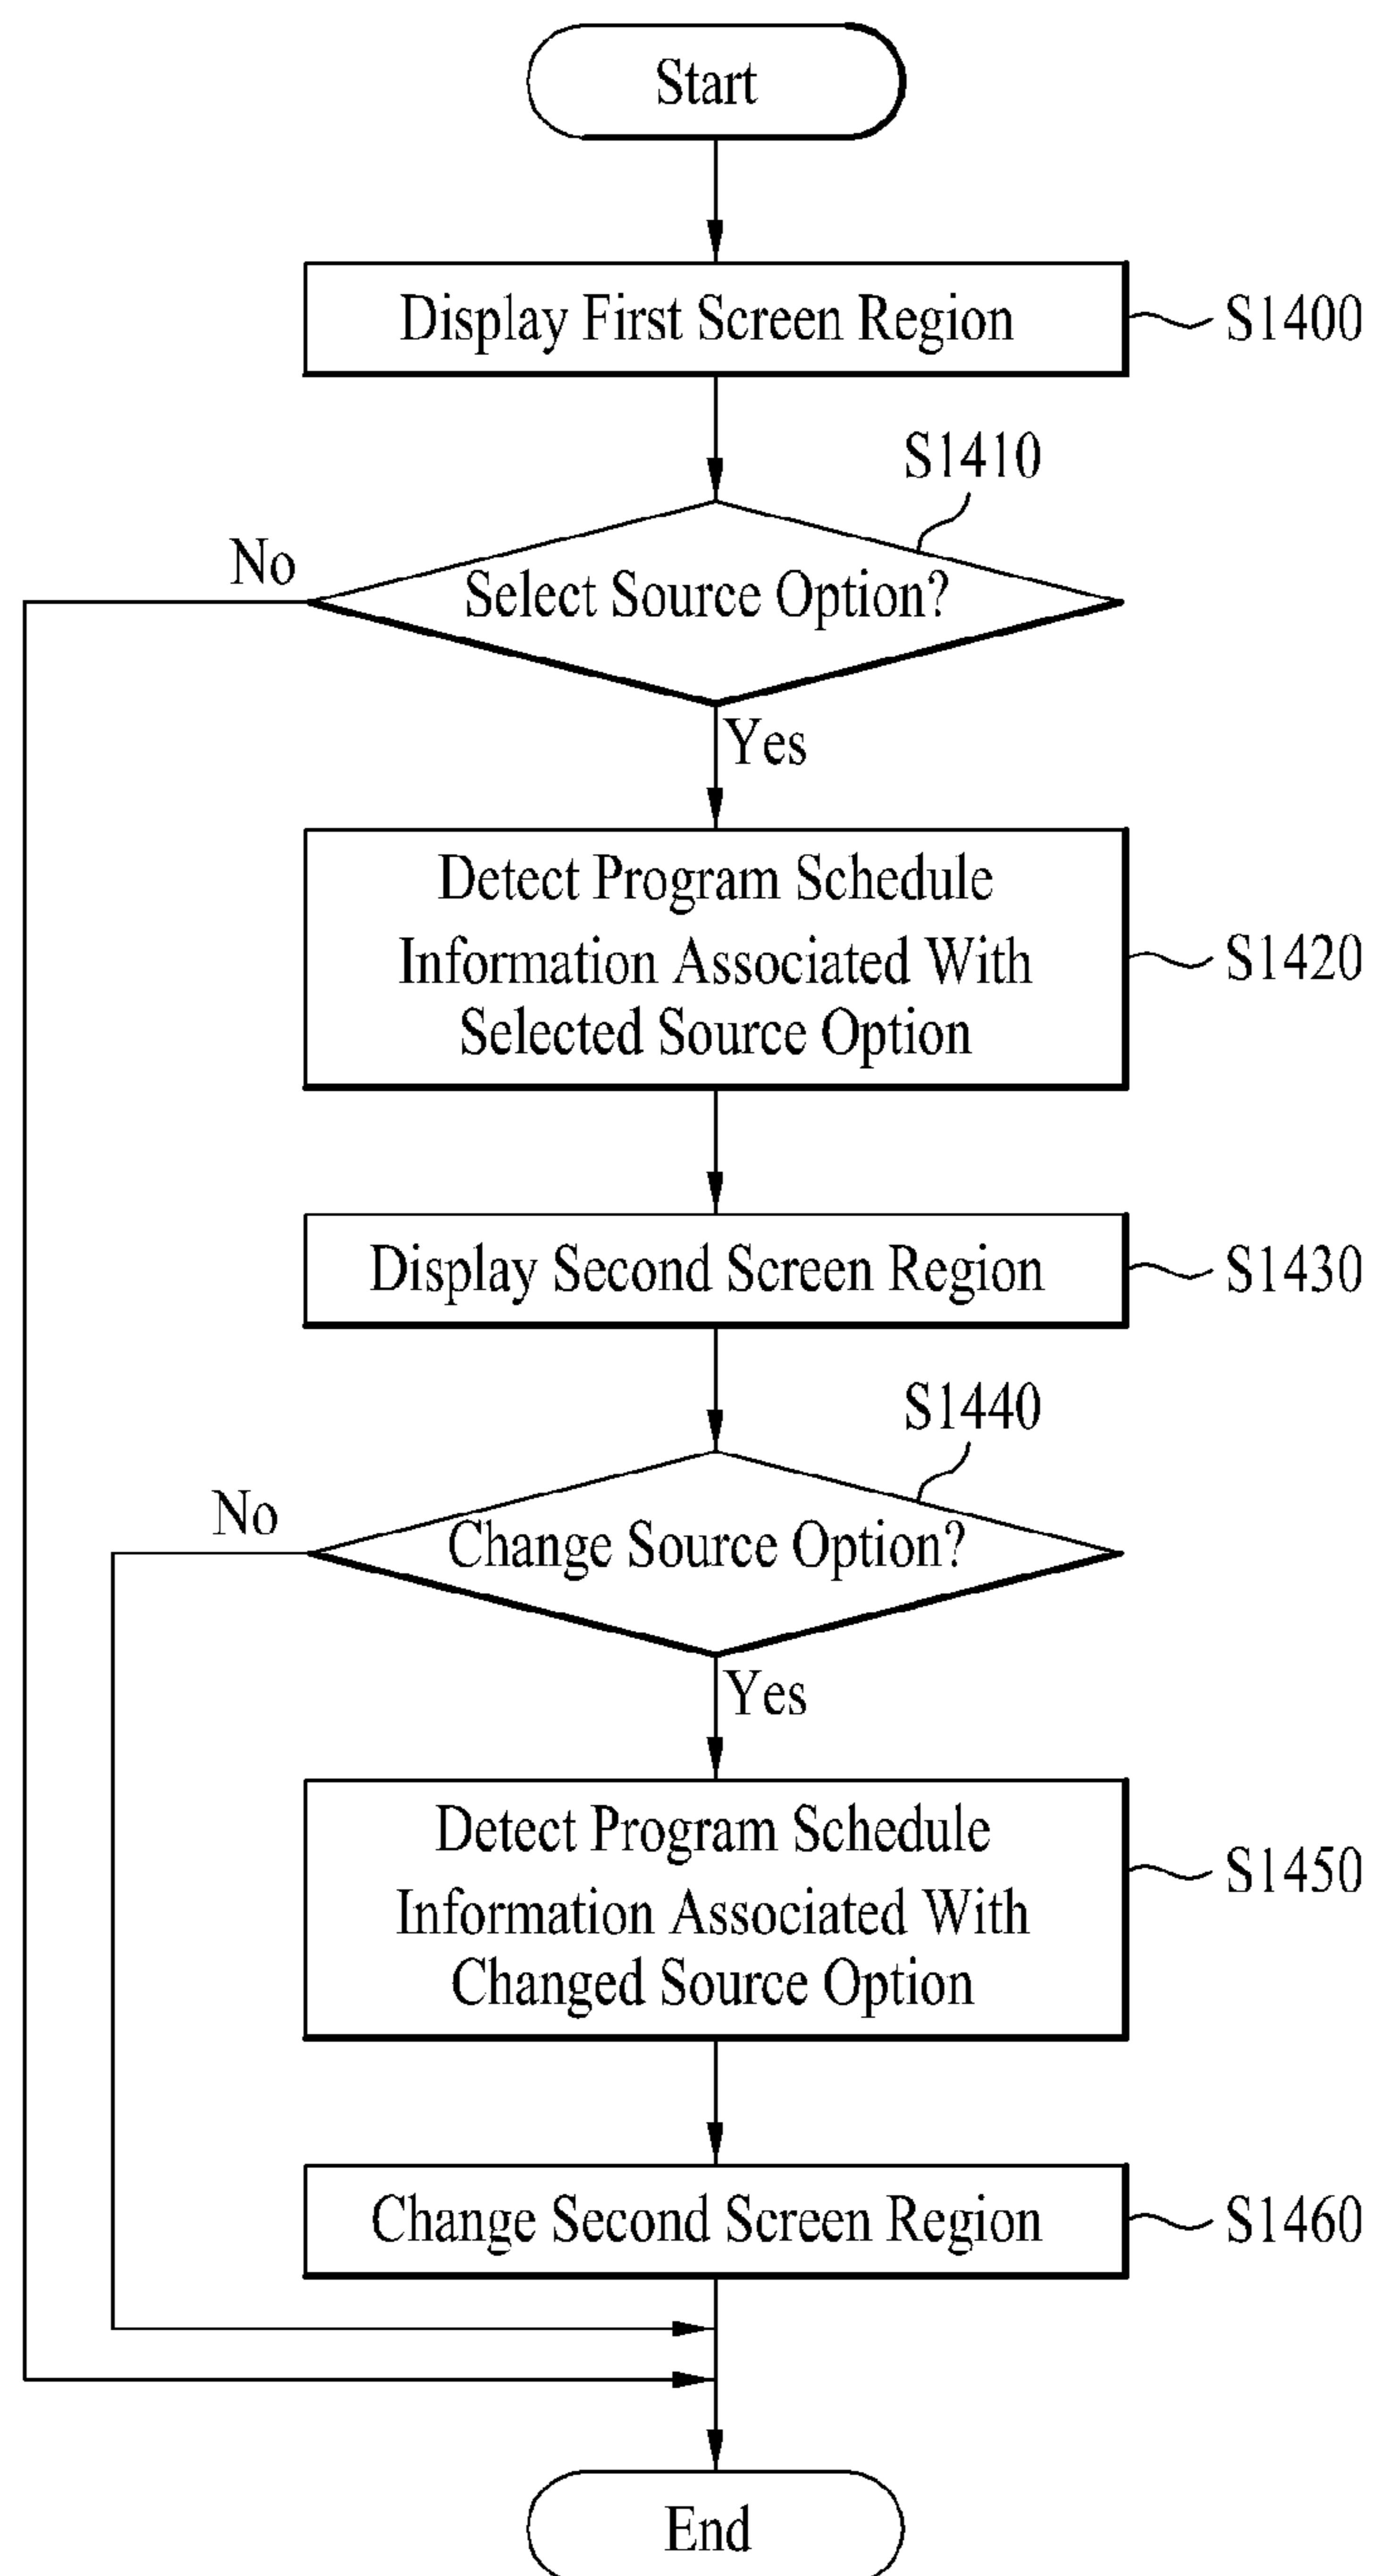 Start
Display First Screen Region
S1400
S1410
No
Select Source Option?
Yes
Detect Program Schedule
Information Associated With
Selected Source Option
S1420
Display Second Screen Region
S1430
S1440
No
Change Source Option?
Yes
Detect Program Schedule
Information Associated With
Changed Source Option
S1450
Change Second Screen Region
S1460
End